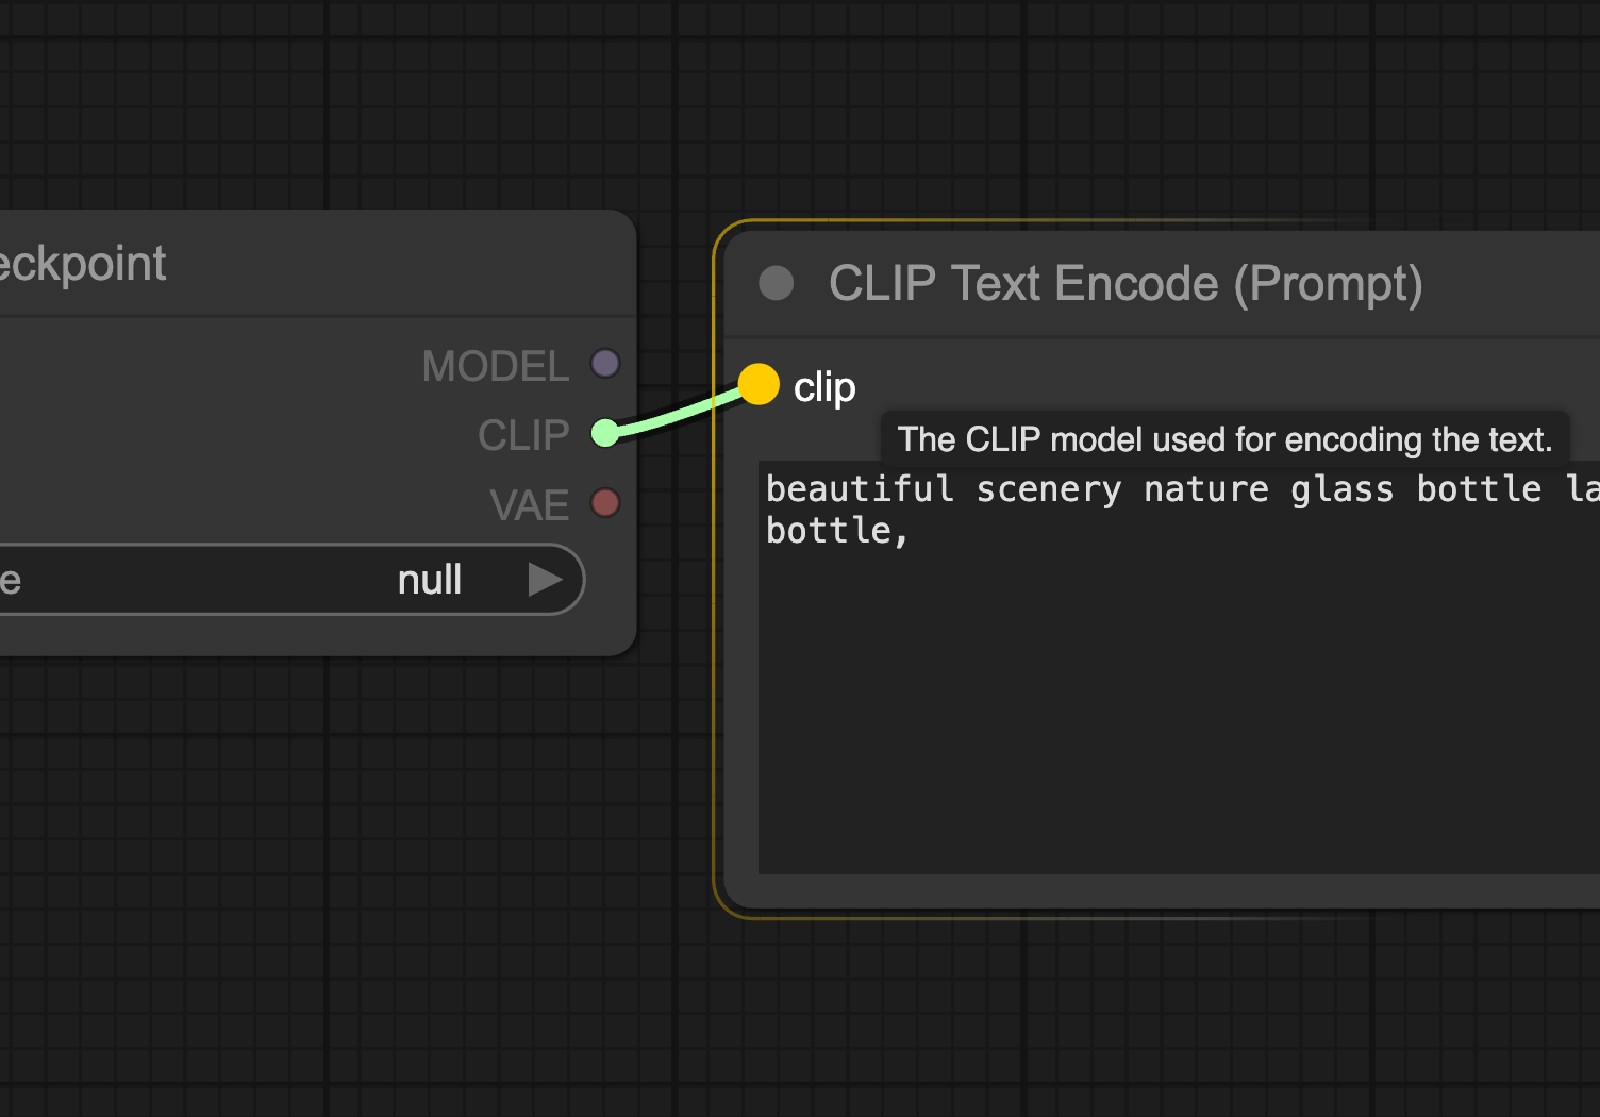 eckpoint
MODEL
CLIP
VAE
e null
CLIP Text Encode (Prompt)
clip
The CLIP model used for encoding the text.
beautiful scenery nature glass bottle la
bottle,